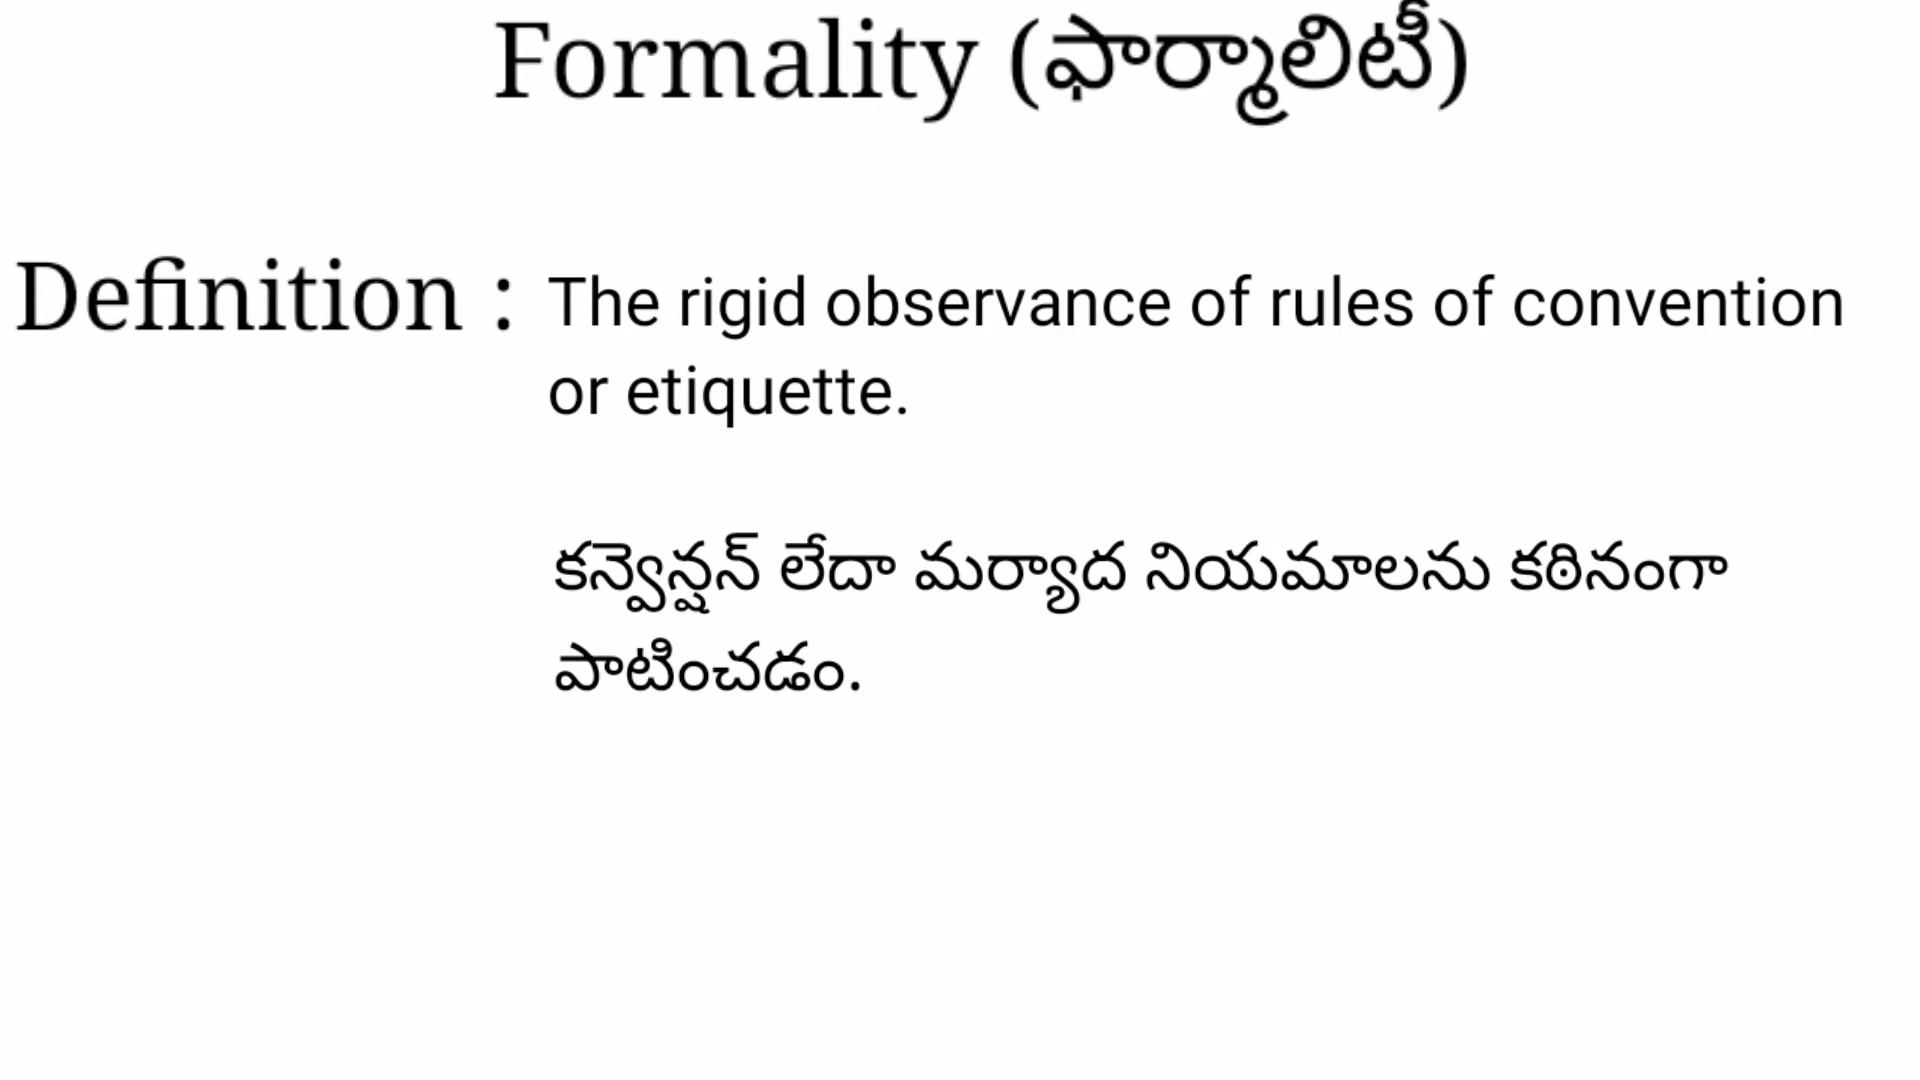 Formality (ఫార్మాలిటీ)
Definition : The rigid observance of rules of convention
or etiquette.
కన్వెన్షన్ లేదా మర్యాద నియమాలను కఠినంగా
పాటించడం.